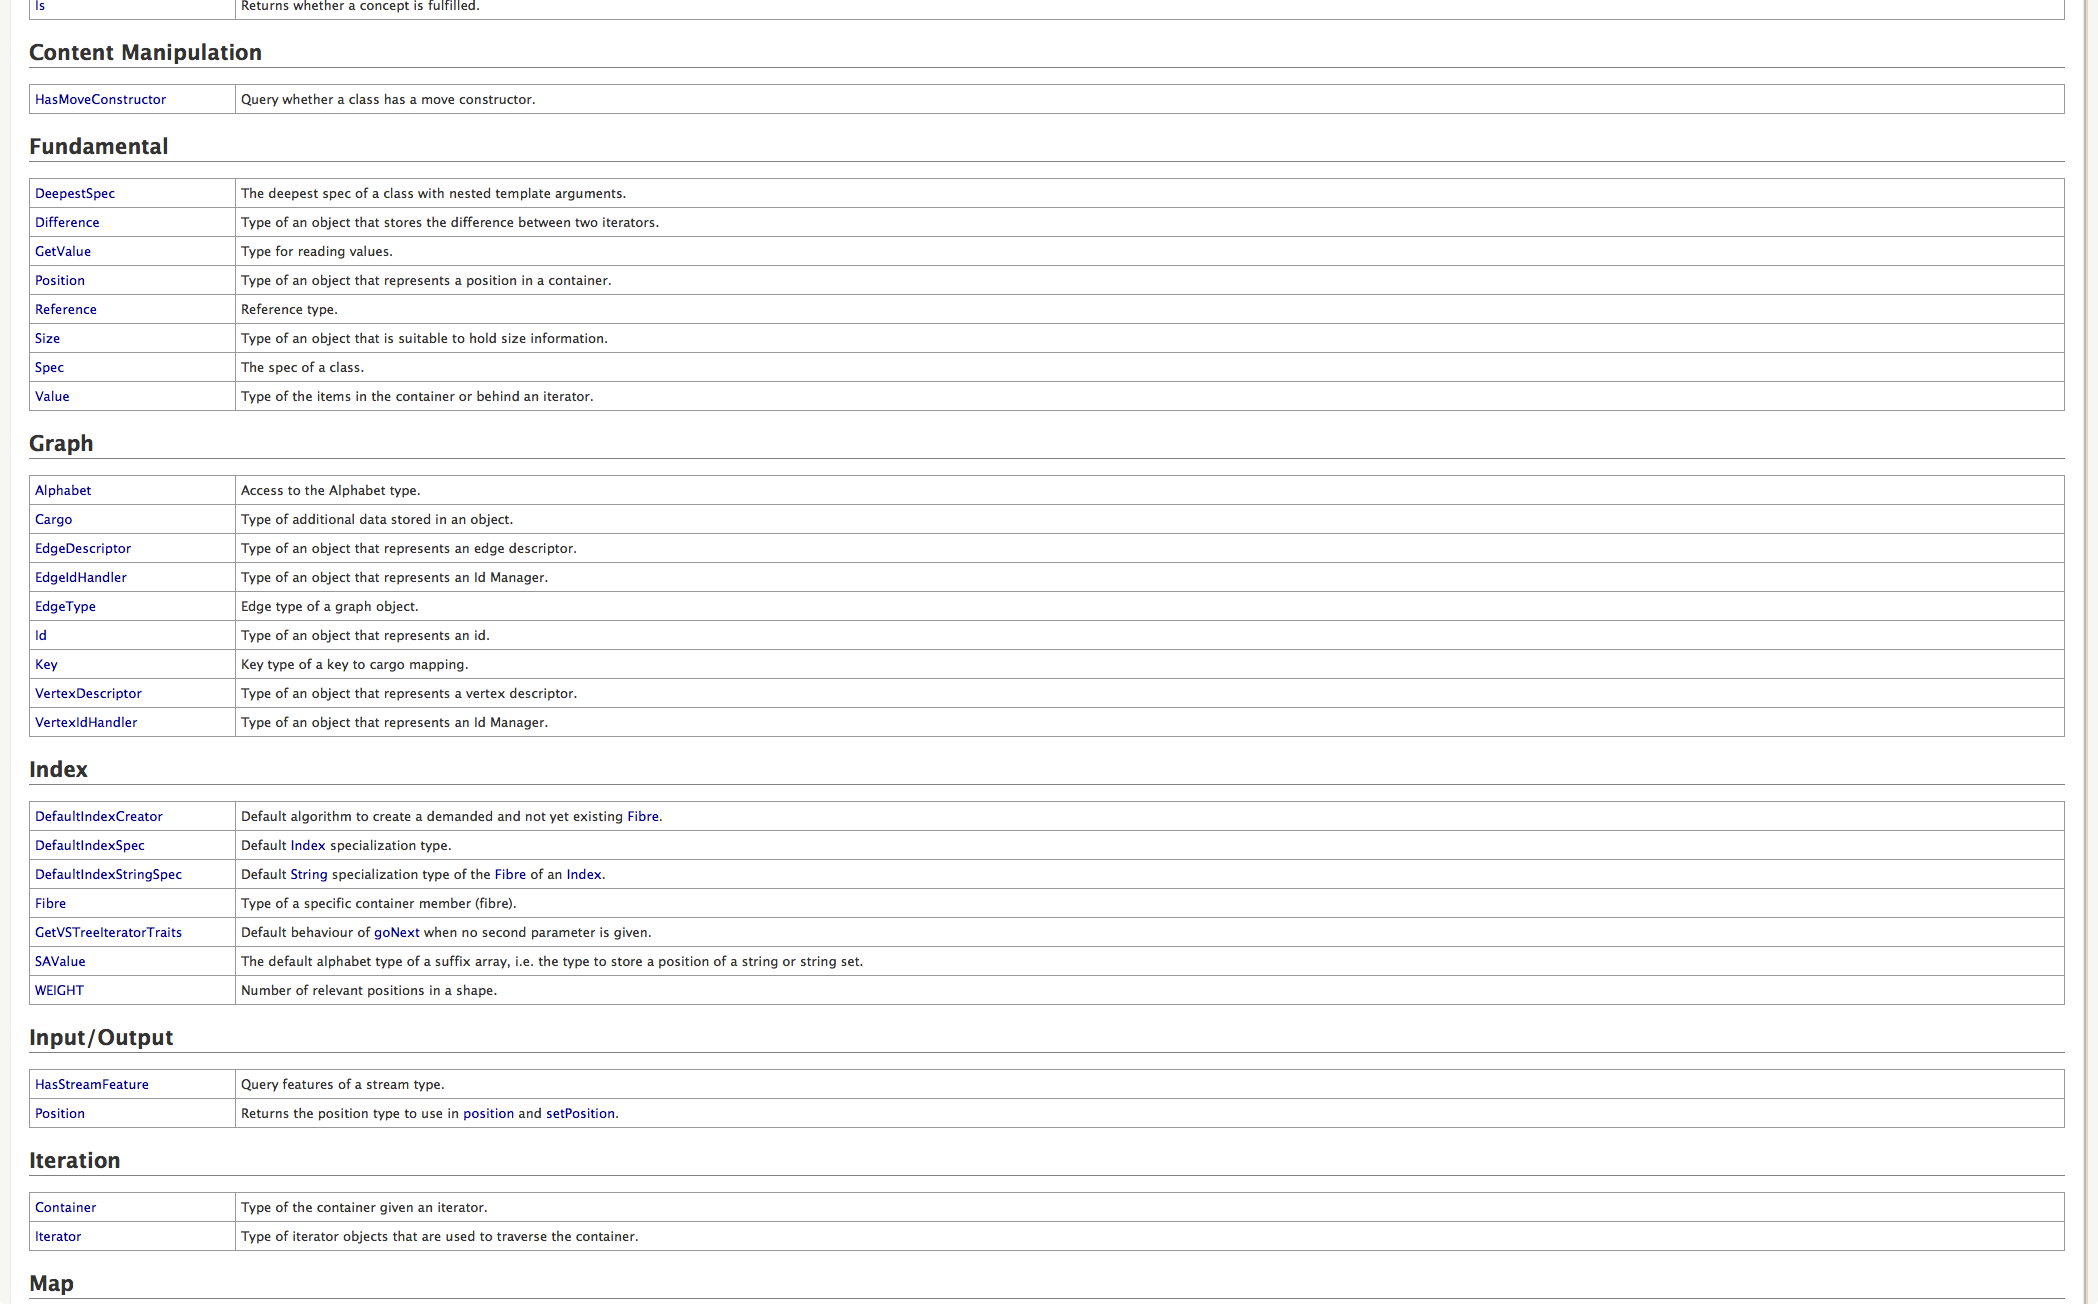 Is Returns whether a concept is fulfilled.
Content Manipulation
HasMoveConstructor Query whether a class has a move constructor.
Fundamental
DeepestSpec The deepest spec of a class with nested template arguments.
Difference Type of an object that stores the difference between two iterators.
GetValue Type for reading values.
Position Type of an object that represents a position in a container.
Reference Reference type.
Size Type of an object that is suitable to hold size information.
Spec The spec of a class.
Value Type of the items in the container or behind an iterator.
Graph
Alphabet Access to the Alphabet type.
Cargo Type of additional data stored in an object.
EdgeDescriptor Type of an object that represents an edge descriptor.
EdgeIdHandler Type of an object that represents an Id Manager.
EdgeType Edge type of a graph object.
Id Type of an object that represents an id.
Key Key type of a key to cargo mapping.
VertexDescriptor Type of an object that represents a vertex descriptor.
VertexIdHandler Type of an object that represents an Id Manager.
Index
DefaultIndexCreator Default algorithm to create a demanded and not yet existing Fibre.
DefaultIndexSpec Default Index specialization type.
DefaultIndexStringSpec Default String specialization type of the Fibre of an Index.
Fibre Type of a specific container member (fibre).
GetVSTreeIteratorTraits Default behaviour of goNext when no second parameter is given.
SAValue The default alphabet type of a suffix array, i.e. the type to store a position of a string or string set.
WEIGHT Number of relevant positions in a shape.
Input/Output
HasStreamFeature Query features of a stream type.
Position Returns the position type to use in position and setPosition.
Iteration
Container Type of the container given an iterator.
Iterator Type of iterator objects that are used to traverse the container.
Map